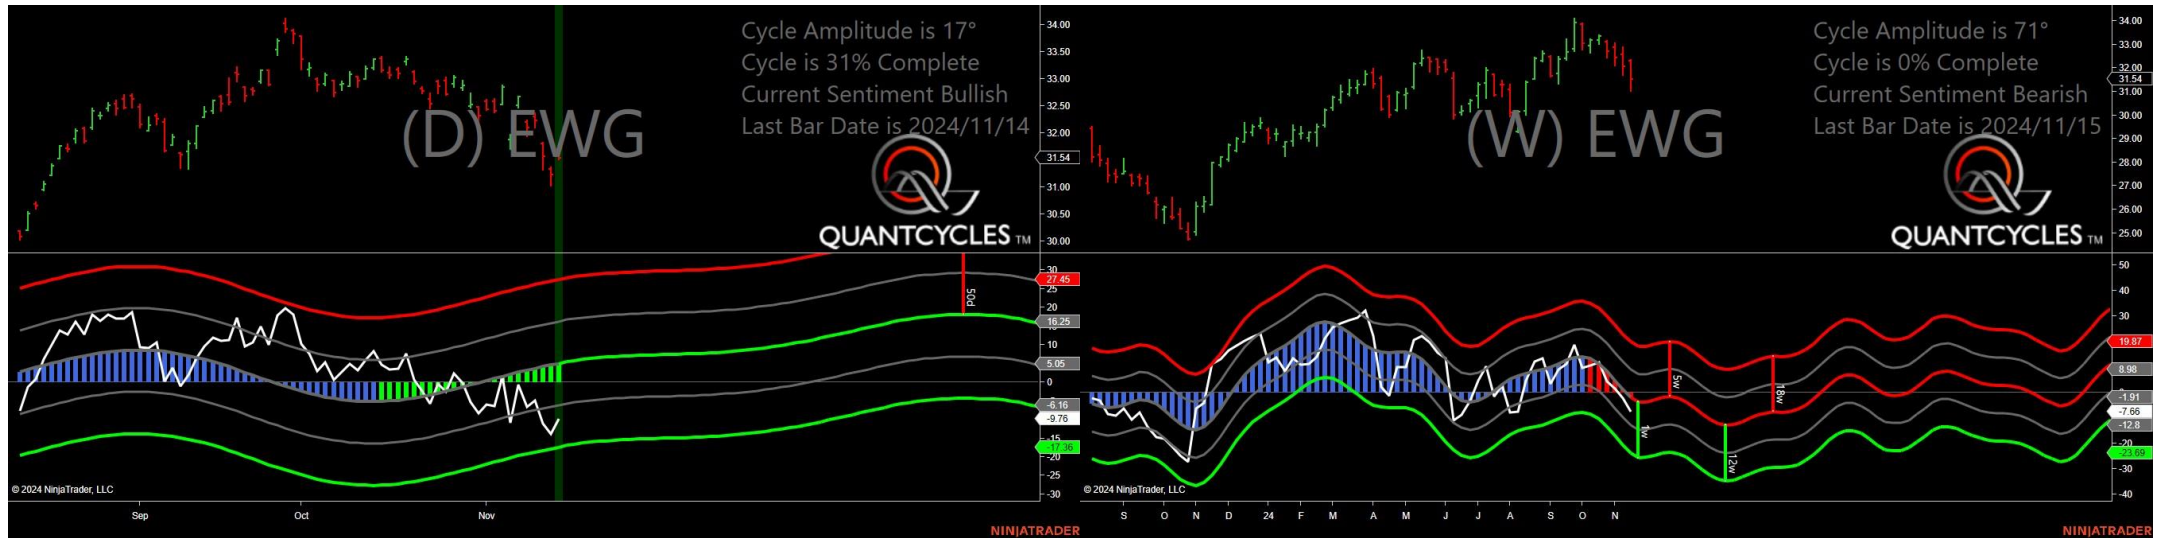 Cycle Amplitude is 17°
Cycle is 31% Complete
Current Sentiment Bullish
Last Bar Date is 2024/11/14
(D) EWG
QUANTCYCLES TM
34.00
33.50
33.00
32.50
32.00
31.54
31.00
30.50
30.00
30
27.45
25
20
16.25
10
5.05
0
-6.16
-9.76
-15
-17.36
-20
-25
-30
50d
© 2024 NinjaTrader, LLC
Sep
Oct
Nov
NINJATRADER
Cycle Amplitude is 71°
Cycle is 0% Complete
Current Sentiment Bearish
Last Bar Date is 2024/11/15
(W) EWG
QUANTCYCLES TM
34.00
33.00
32.00
31.54
31.00
30.00
29.00
28.00
27.00
26.00
25.00
50
40
30
19.87
8.98
-1.91
-7.66
-12.8
-20
-23.69
-30
-40
5w
18w
1w
12w
© 2024 NinjaTrader, LLC
S O N D 24 F M A M J J A S O N
NINJATRADER